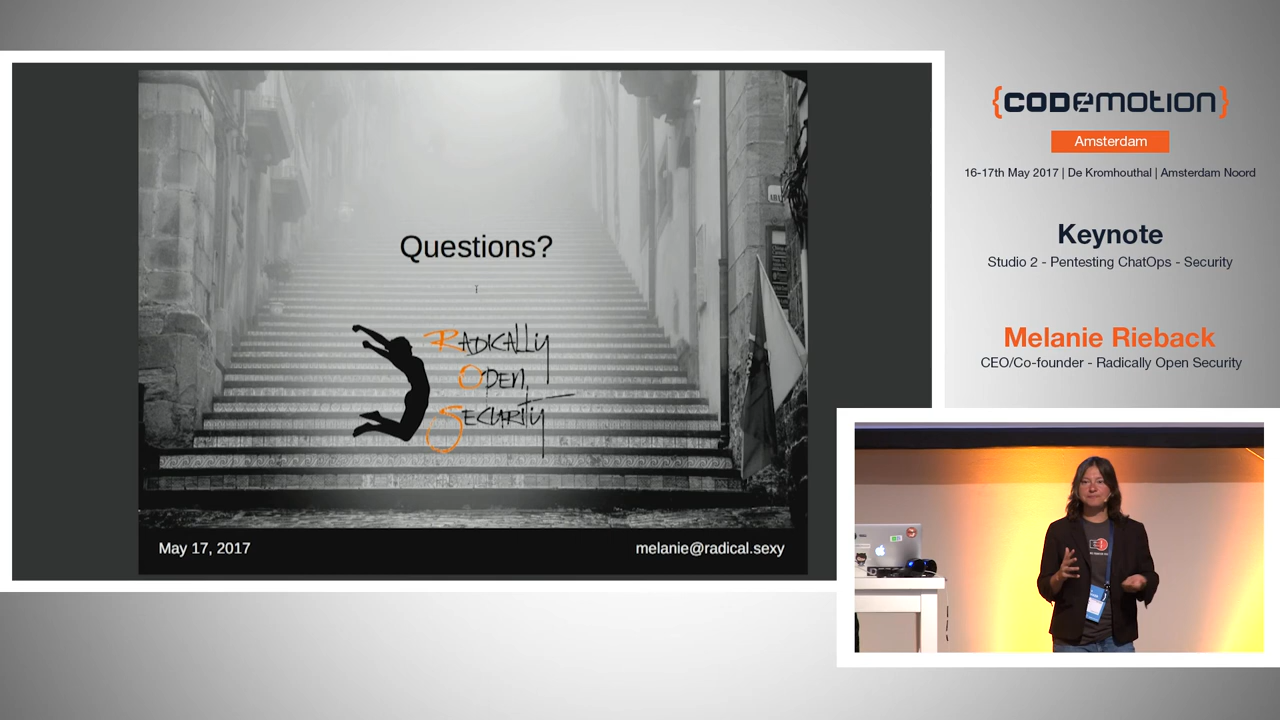 Questions?
RADICALLY
OPEN
SECURITY
May 17, 2017
melanie@radical.sexy
{CODEMOTION}
Amsterdam
16-17th May 2017 | De Kromhouthal | Amsterdam Noord
Keynote
Studio 2 - Pentesting ChatOps - Security
Melanie Rieback
CEO/Co-founder - Radically Open Security